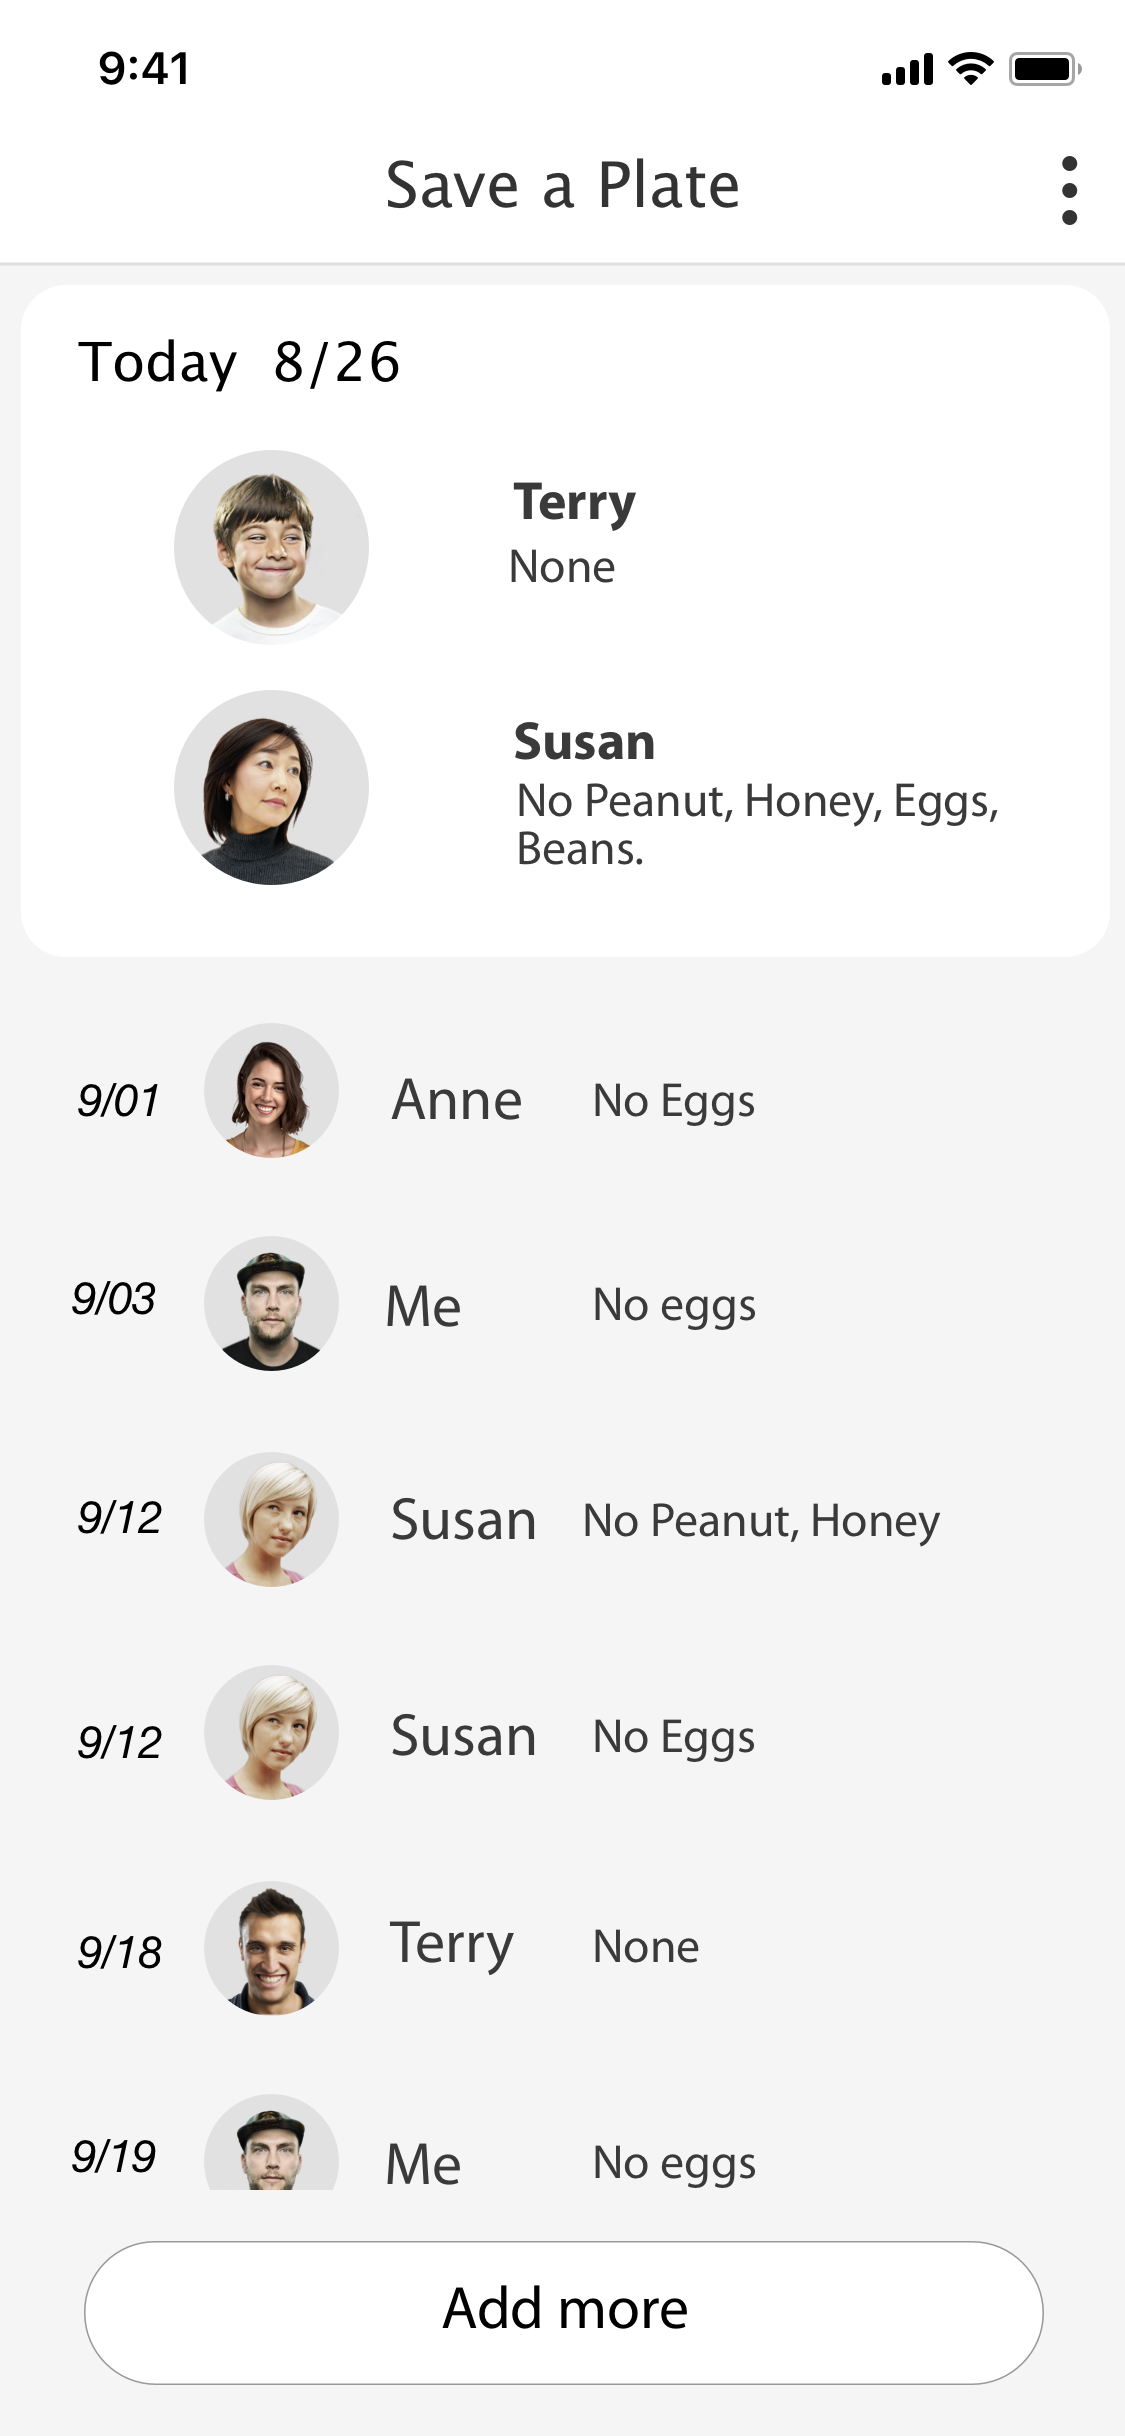 9:41
Save a Plate
Today 8/26
Terry
None
Susan
No Peanut, Honey, Eggs,
Beans.
9/01 Anne No Eggs
9/03 Me No eggs
9/12 Susan No Peanut, Honey
9/12 Susan No Eggs
9/18 Terry None
9/19 Me No eggs
Add more